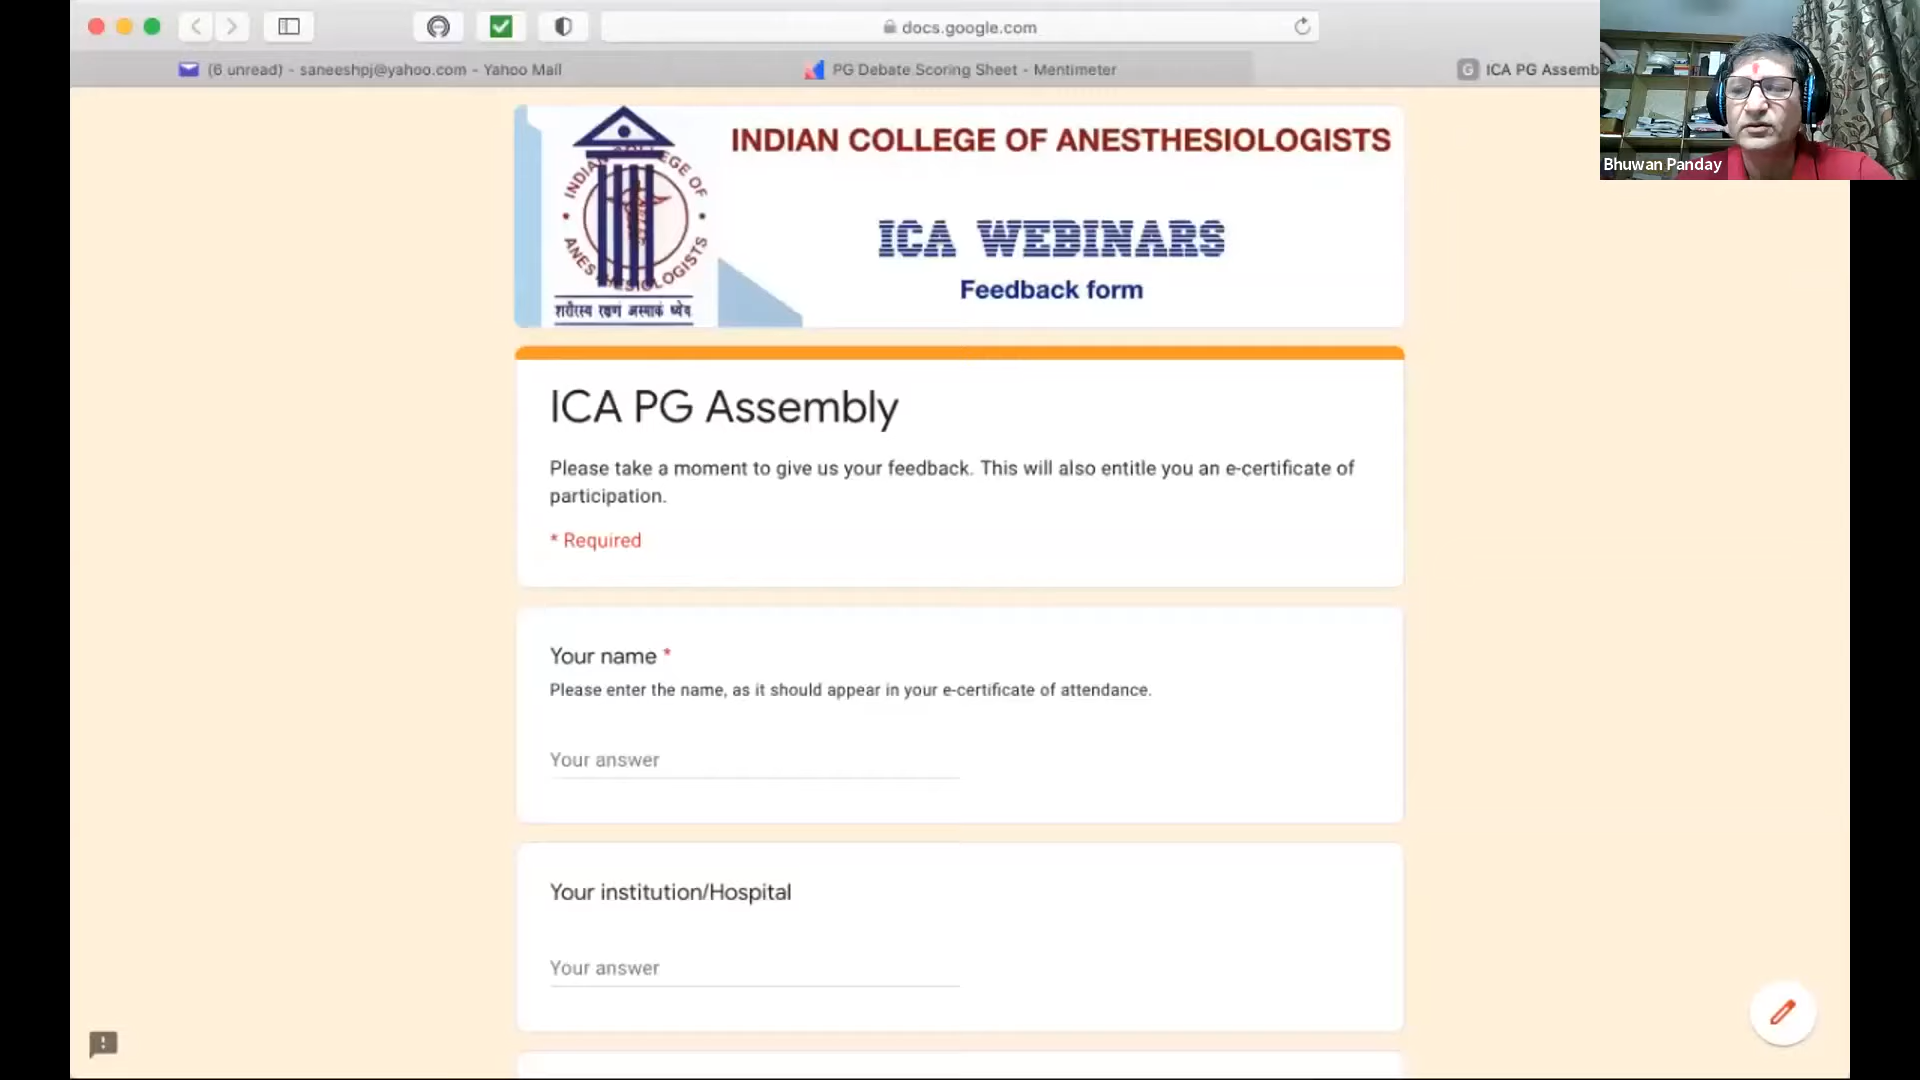 docs.google.com
(6 unread) - saneeshpj@yahoo.com - Yahoo Mail
PG Debate Scoring Sheet - Mentimeter
ICA PG Assemb
Bhuwan Panday
INDIAN COLLEGE OF ANESTHESIOLOGISTS
INDIAN COLLEGE OF
ANESTHESIOLOGISTS
शरीरस्य रक्षणं अस्माकं ध्येय
ICA WEBINARS
Feedback form
ICA PG Assembly
Please take a moment to give us your feedback. This will also entitle you an e-certificate of
participation.
* Required
Your name *
Please enter the name, as it should appear in your e-certificate of attendance.
Your answer
Your institution/Hospital
Your answer